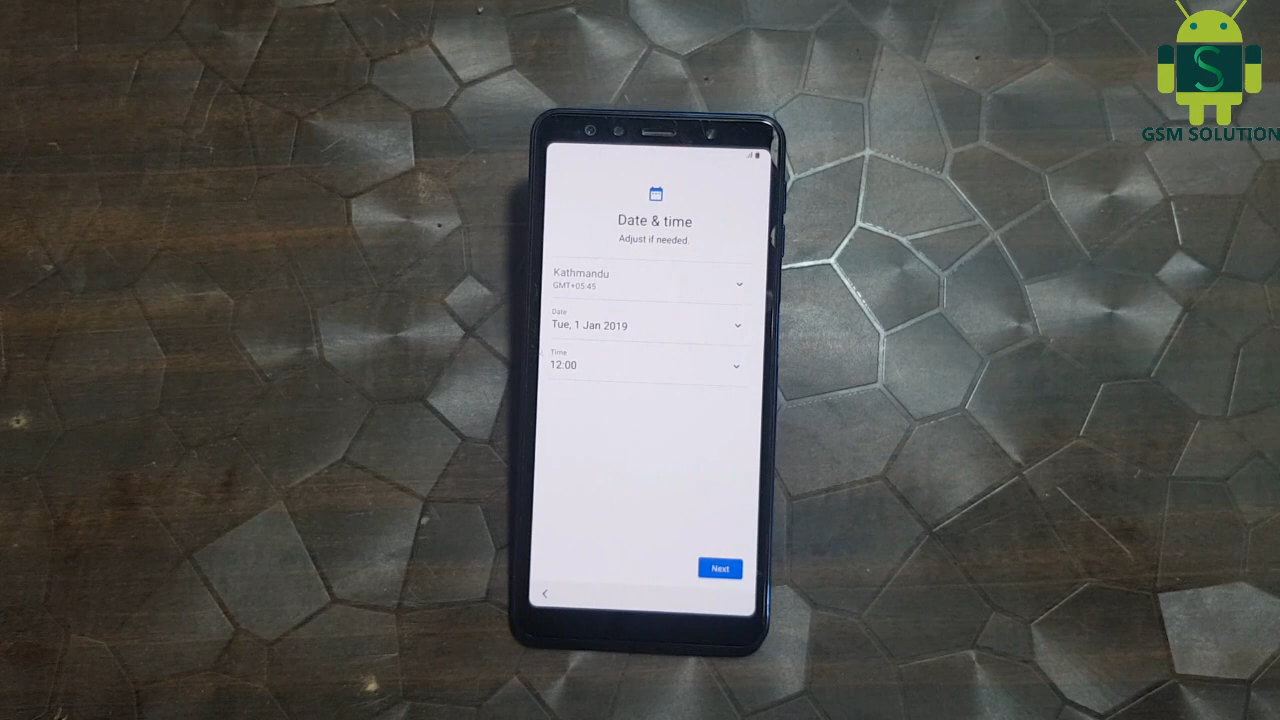 S
GSM SOLUTION
Date & time
Adjust if needed.
Kathmandu
GMT+05:45
Date
Tue, 1 Jan 2019
Time
12:00
Next